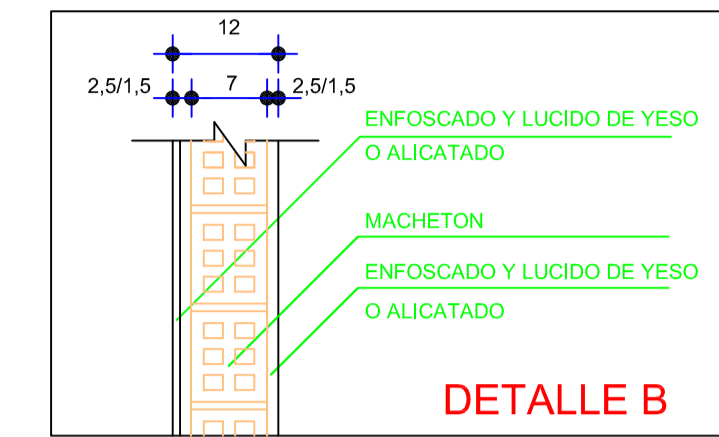 12
2,5/1,5 7 2,5/1,5
ENFOSCADO Y LUCIDO DE YESO
O ALICATADO
MACHETON
ENFOSCADO Y LUCIDO DE YESO
O ALICATADO
DETALLE B